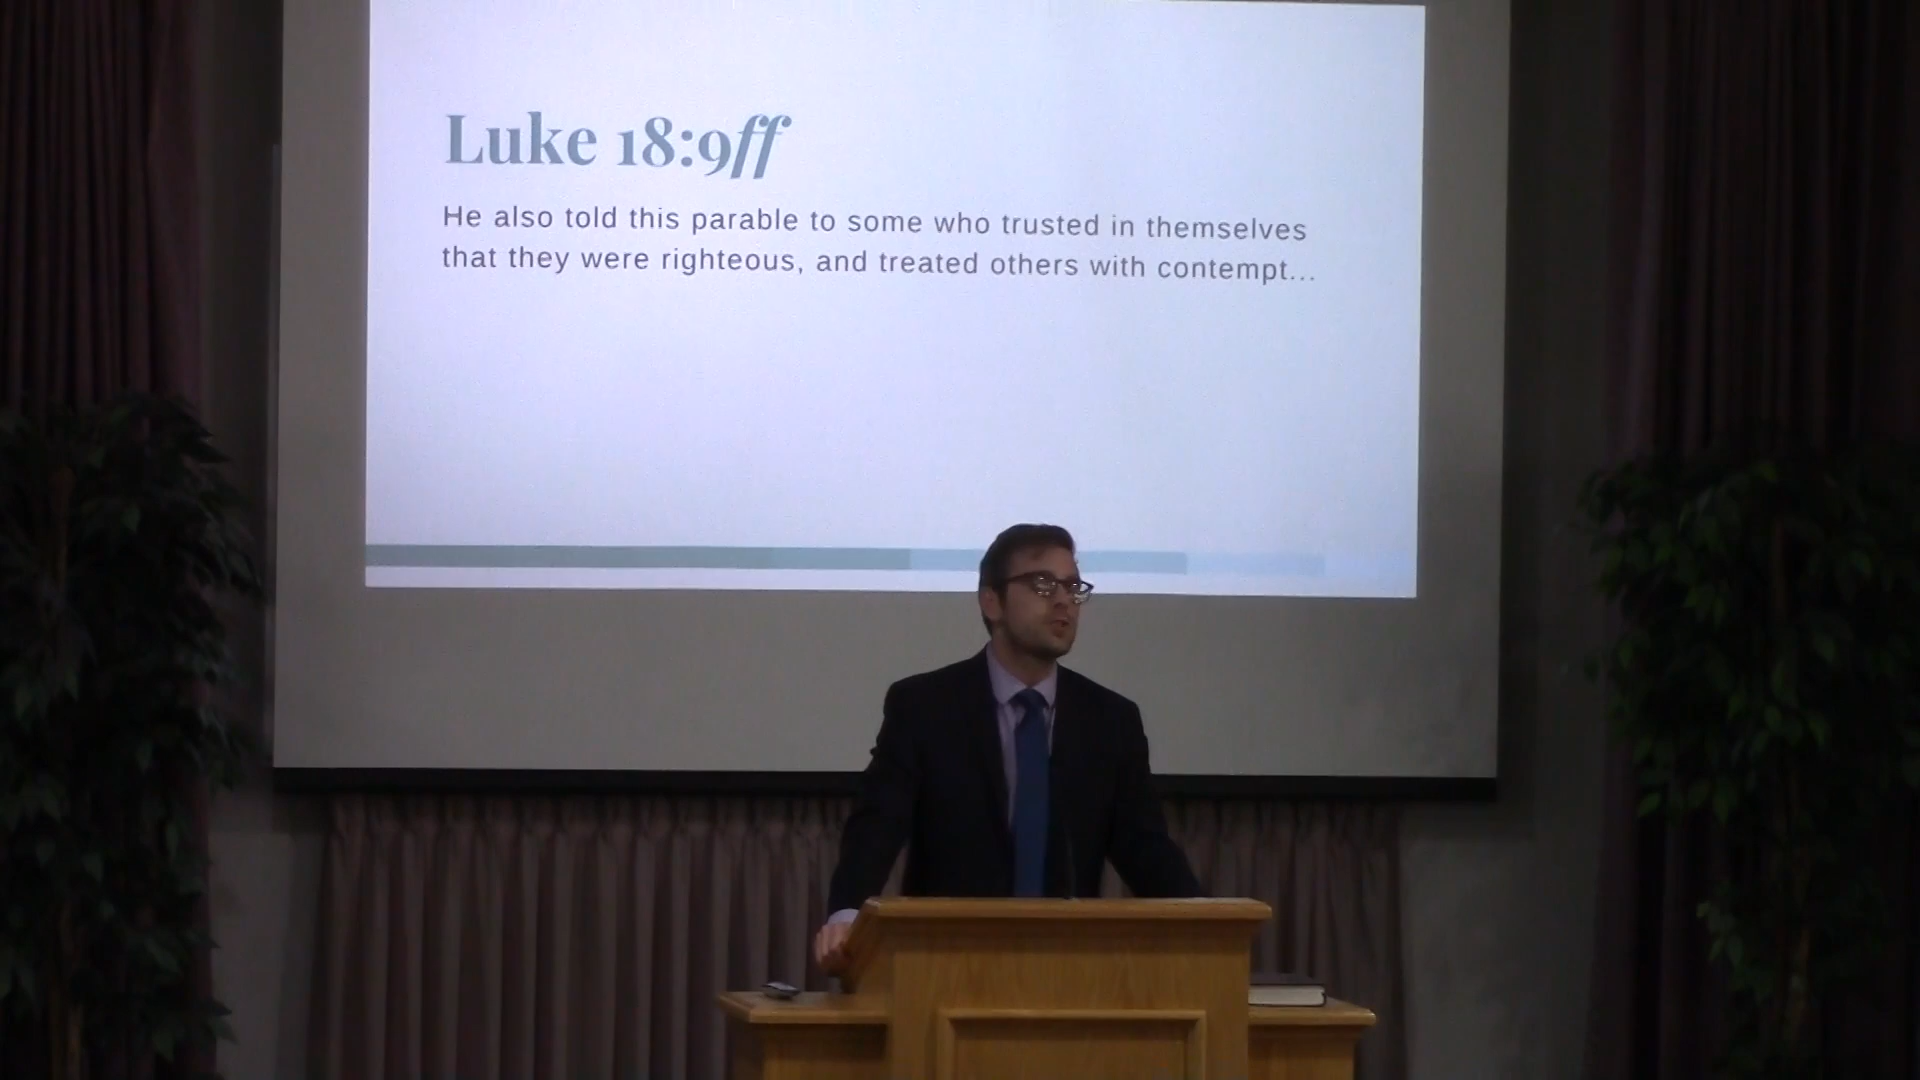 Luke 18:9ff
He also told this parable to some who trusted in themselves
that they were righteous, and treated others with contempt...